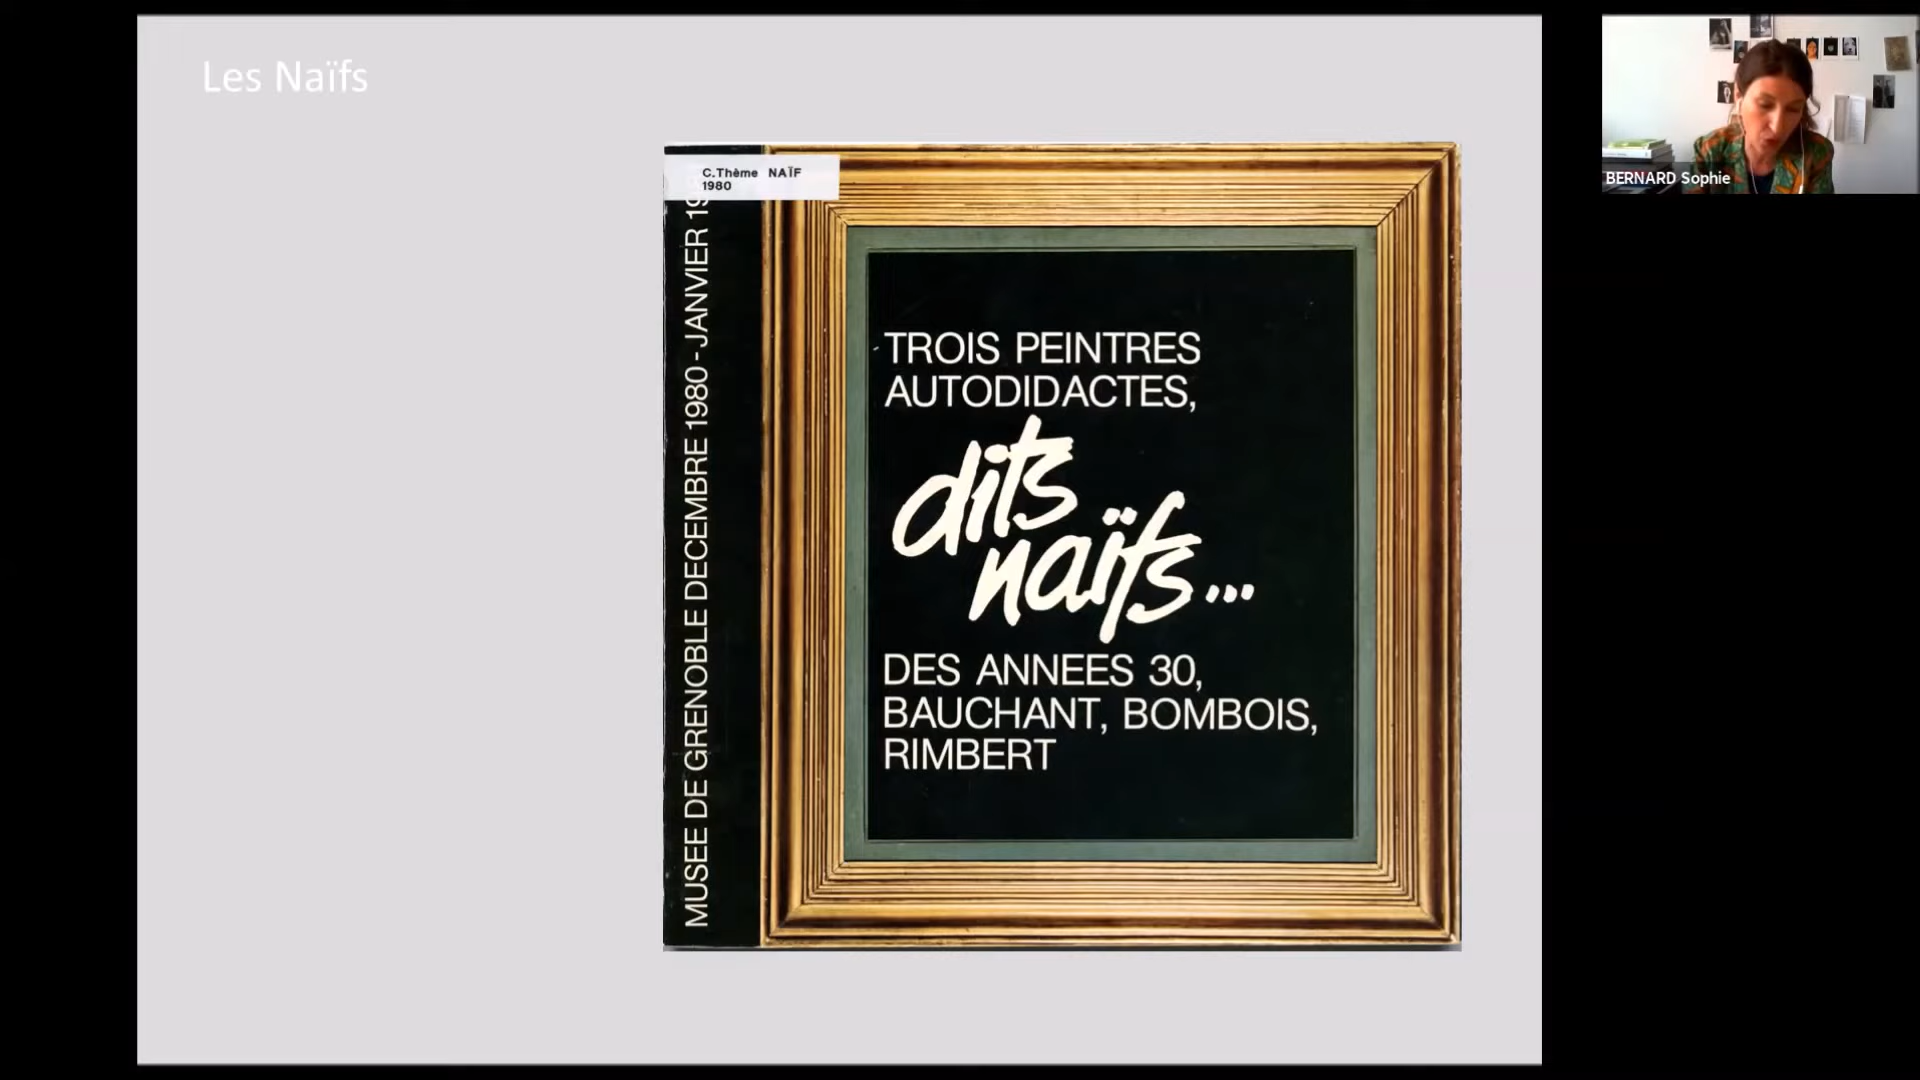 Les Naïfs
C.Thème NAÏF
1980
MUSEE DE GRENOBLE DECEMBRE 1980 - JANVIER
TROIS PEINTRES
AUTODIDACTES,
dits
naïfs...
DES ANNEES 30,
BAUCHANT, BOMBOIS,
RIMBERT
BERNARD Sophie